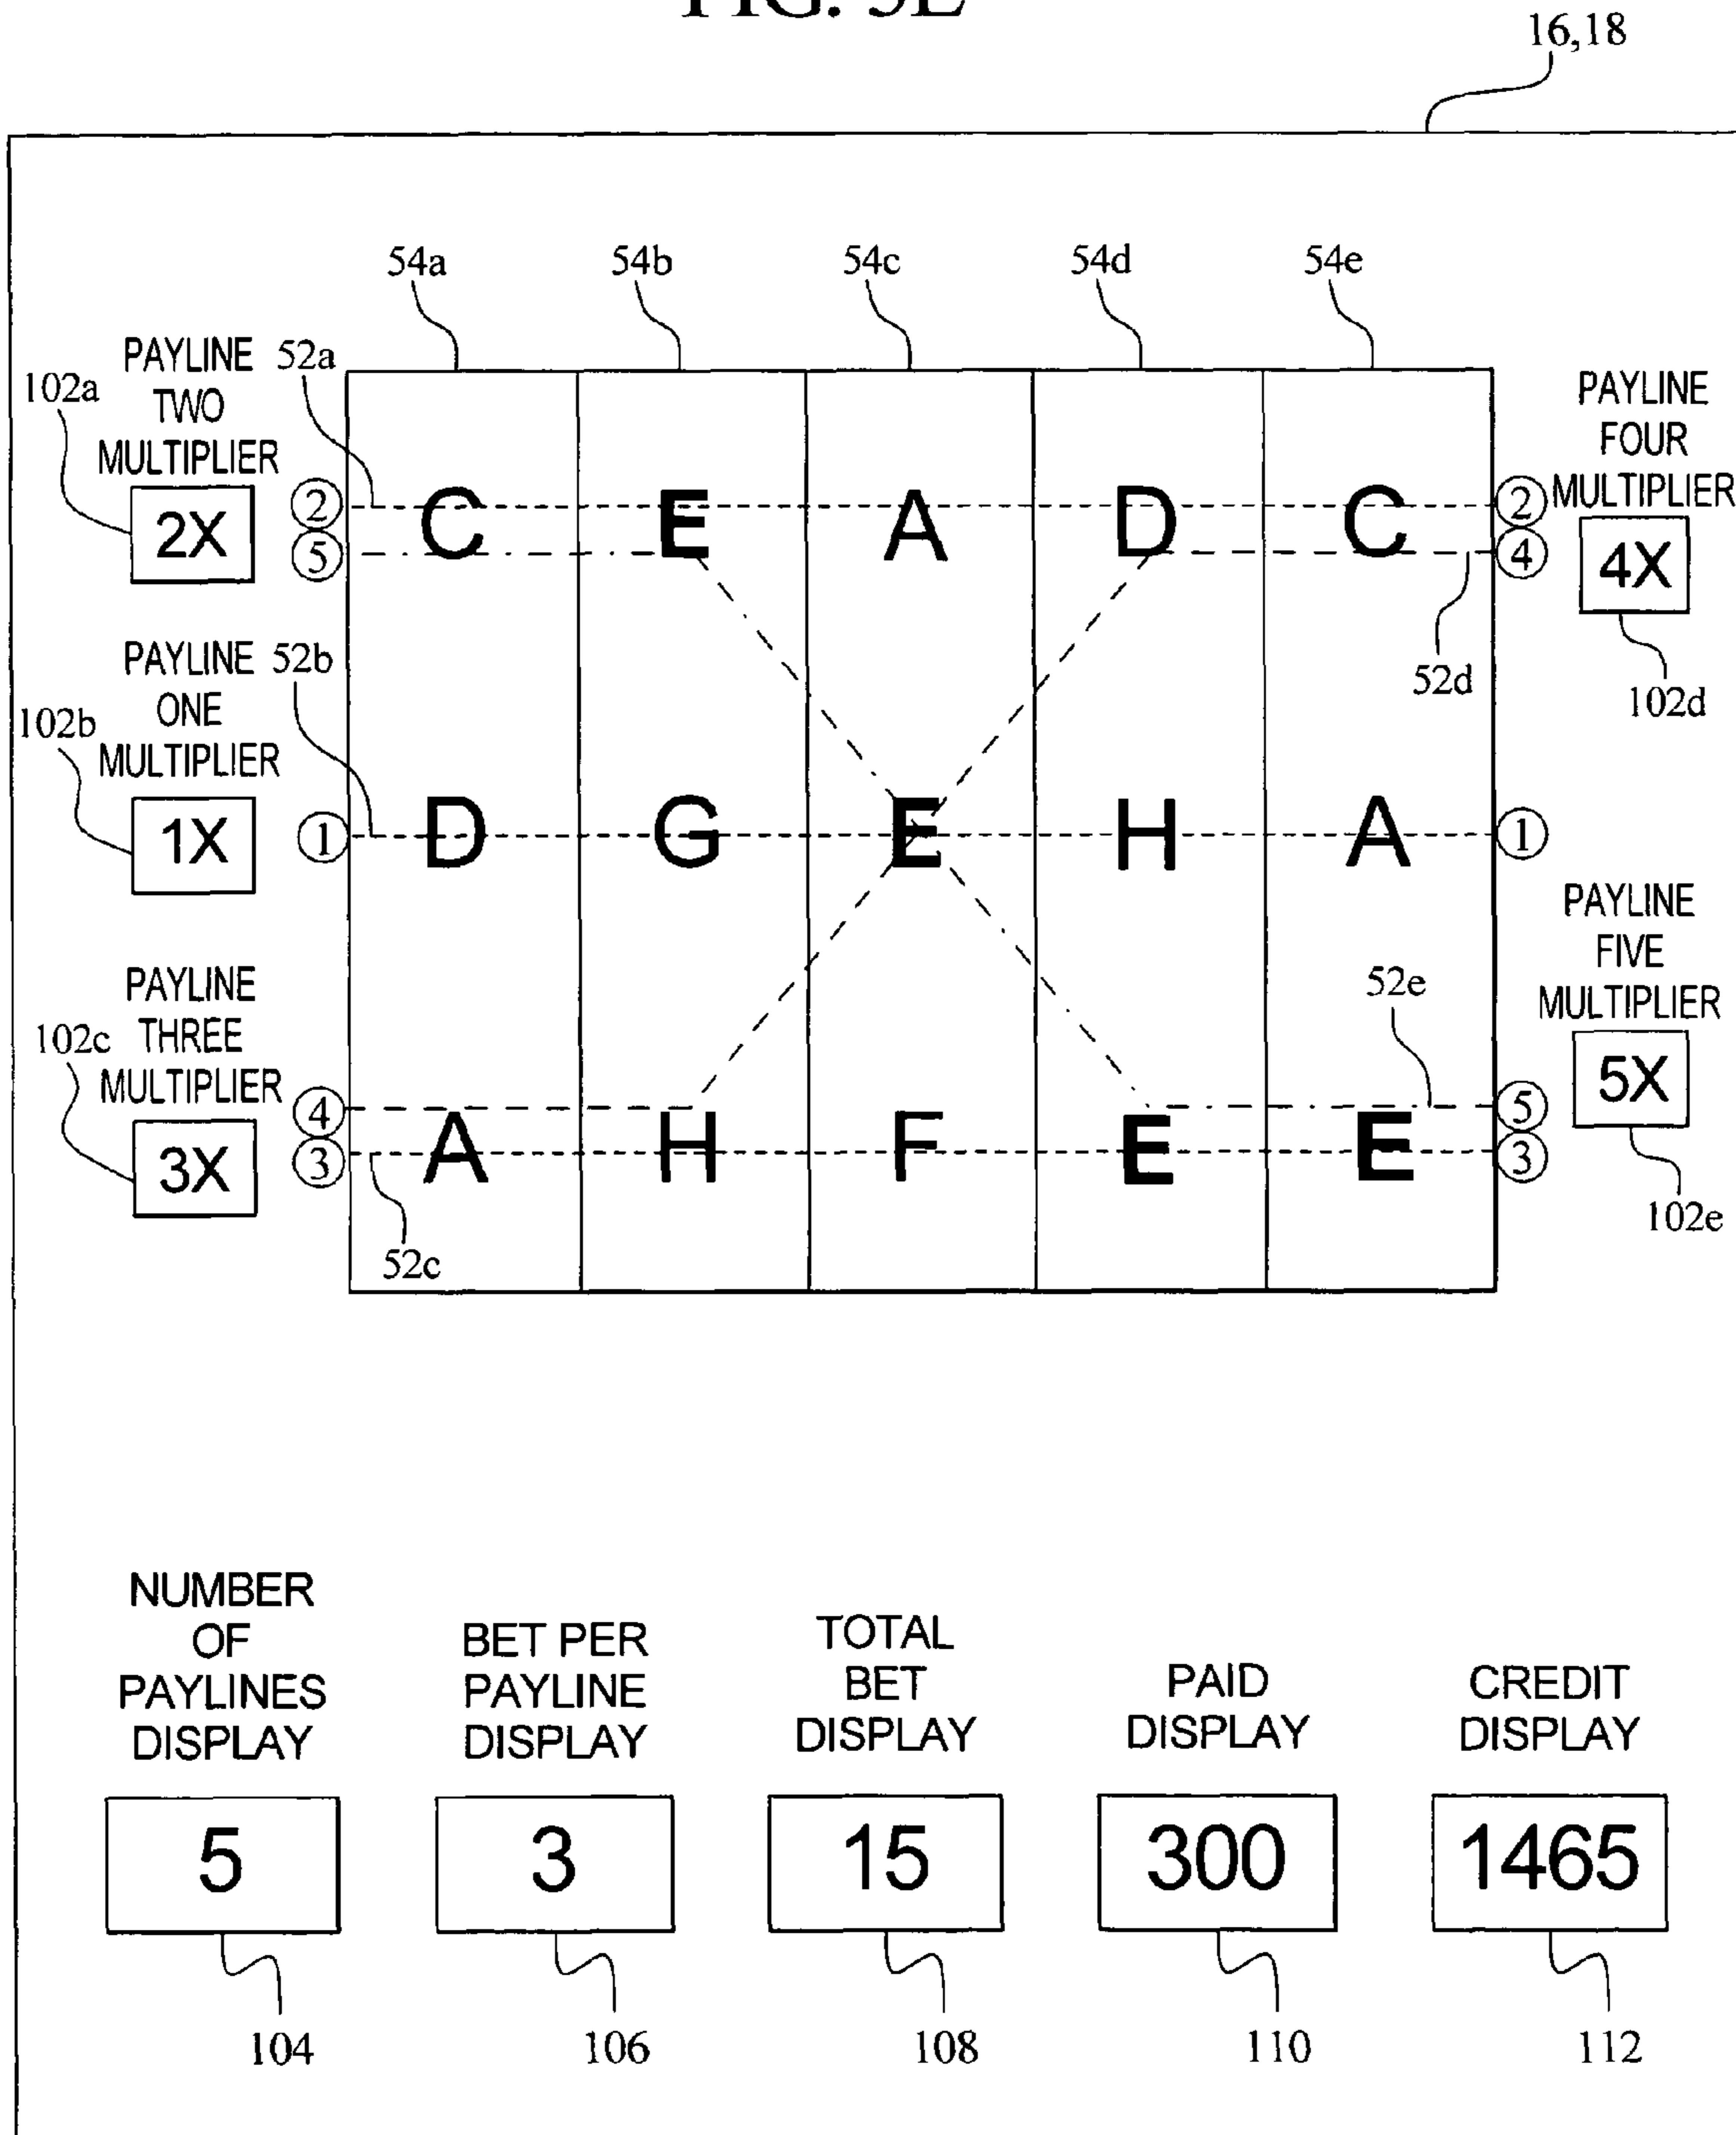 FIG. 5E
16,18
54a 54b 54c 54d 54e
PAYLINE
TWO
MULTIPLIER
102a
2X
52a
2
5
C E A D C
2
4
PAYLINE
FOUR
MULTIPLIER
4X
52d
102d
PAYLINE
ONE
MULTIPLIER
102b
1X
52b
1
D G E H A
1
PAYLINE
THREE
MULTIPLIER
102c
3X
4
3
A H F E E
52c
52e
5
3
PAYLINE
FIVE
MULTIPLIER
5X
102e
NUMBER
OF
PAYLINES
DISPLAY
5
104
BET PER
PAYLINE
DISPLAY
3
106
TOTAL
BET
DISPLAY
15
108
PAID
DISPLAY
300
110
CREDIT
DISPLAY
1465
112